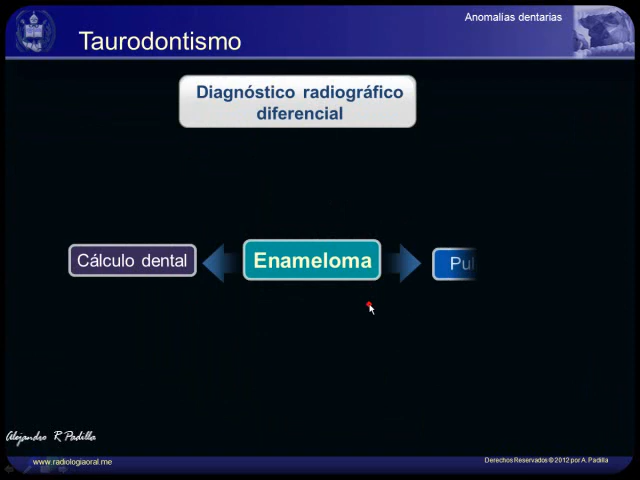 Anomalías dentarias
Taurodontismo
Diagnóstico radiográfico
diferencial
Cálculo dental
Enameloma
Pul
Alejandro R Padilla
www.radiologiaoral.me
Derechos Reservados © 2012 por A. Padilla